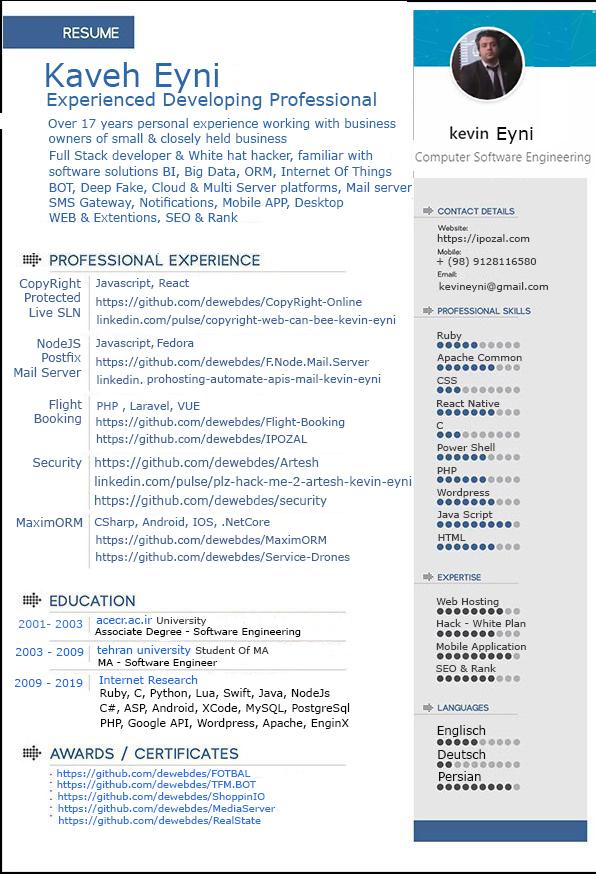 RESUME
Kaveh Eyni
Experienced Developing Professional
Over 17 years personal experience working with business
owners of small & closely held business
Full Stack developer & White hat hacker, familiar with
software solutions BI, Big Data, ORM, Internet Of Things
BOT, Deep Fake, Cloud & Multi Server platforms, Mail server
SMS Gateway, Notifications, Mobile APP, Desktop
WEB & Extentions, SEO & Rank
PROFESSIONAL EXPERIENCE
CopyRight
Protected
Live SLN
Javascript, React
https://github.com/dewebdes/CopyRight-Online
linkedin.com/pulse/copyright-web-can-bee-kevin-eyni
NodeJS
Postfix
Mail Server
Javascript, Fedora
https://github.com/dewebdes/F.Node.Mail.Server
linkedin. prohosting-automate-apis-mail-kevin-eyni
Flight
Booking
PHP , Laravel, VUE
https://github.com/dewebdes/Flight-Booking
https://github.com/dewebdes/IPOZAL
Security
https://github.com/dewebdes/Artesh
linkedin.com/pulse/plz-hack-me-2-artesh-kevin-eyni
https://github.com/dewebdes/security
MaximORM
CSharp, Android, IOS, .NetCore
https://github.com/dewebdes/MaximORM
https://github.com/dewebdes/Service-Drones
EDUCATION
2001- 2003
acecr.ac.ir University
Associate Degree - Software Engineering
2003 - 2009
tehran university Student Of MA
MA - Software Engineer
2009 - 2019
Internet Research
Ruby, C, Python, Lua, Swift, Java, NodeJs
C#, ASP, Android, XCode, MySQL, PostgreSql
PHP, Google API, Wordpress, Apache, EnginX
AWARDS / CERTIFICATES
https://github.com/dewebdes/FOTBAL
https://github.com/dewebdes/TFM.BOT
https://github.com/dewebdes/ShoppinIO
https://github.com/dewebdes/MediaServer
https://github.com/dewebdes/RealState
kevin Eyni
Computer Software Engineering
CONTACT DETAILS
Website:
https://ipozal.com
Mobile:
+ (98) 9128116580
Email:
kevineyni@gmail.com
PROFESSIONAL SKILLS
Ruby
Apache Common
CSS
React Native
C
Power Shell
PHP
Wordpress
Java Script
HTML
EXPERTISE
Web Hosting
Hack - White Plan
Mobile Application
SEO & Rank
LANGUAGES
Englisch
Deutsch
Persian